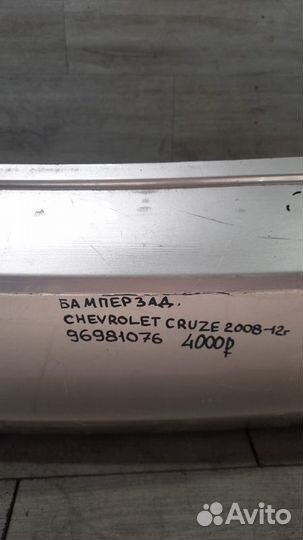 БАМПЕР ЗАД.
CHEVROLET CRUZE 2008-12г
96981076 4000₽
Avito